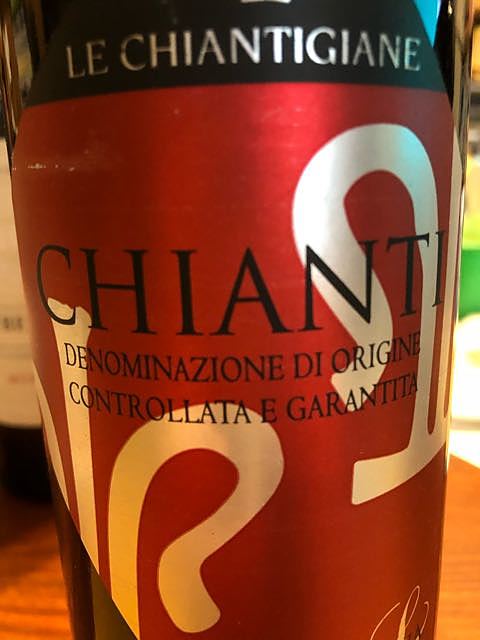 LE CHIANTIGIANE
CHIANTI
DENOMINAZIONE DI ORIGINE
CONTROLLATA E GARANTITA